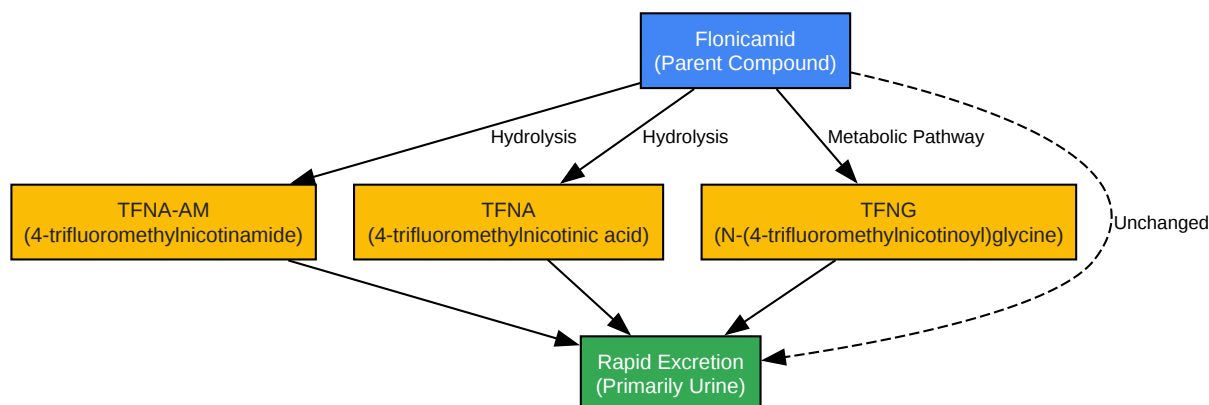 Flonicamid
(Parent Compound)
Hydrolysis
Hydrolysis
Metabolic Pathway
TFNA-AM
(4-trifluoromethylnicotinamide)
TFNA
(4-trifluoromethylnicotinic acid)
TFNG
(N-(4-trifluoromethylnicotinoyl)glycine)
Unchanged
Rapid Excretion
(Primarily Urine)